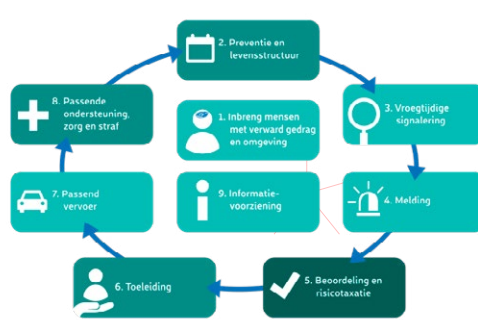 2. Preventie en
levensstructuur
8. Passende
ondersteuning,
zorg en straf
1. Inbreng mensen
met verward gedrag
en omgeving
3. Vroegtijdige
signalering
7. Passend
vervoer
9. Informatie-
voorziening
4. Melding
6. Toeleiding
5. Beoordeling en
risicotaxatie